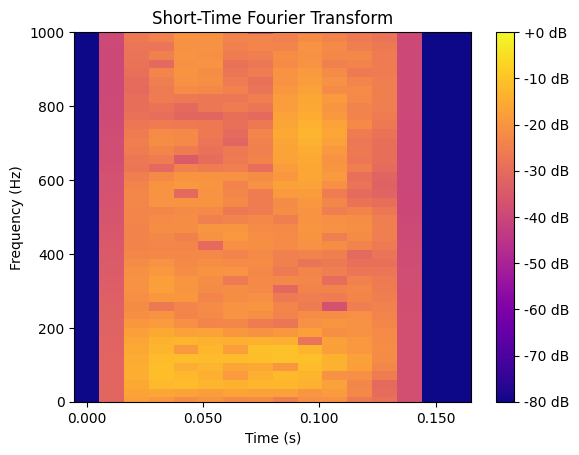 Short-Time Fourier Transform
Frequency (Hz)
1000
800
600
400
200
0
0.000
0.050
0.100
0.150
Time (s)
+0 dB
-10 dB
-20 dB
-30 dB
-40 dB
-50 dB
-60 dB
-70 dB
-80 dB